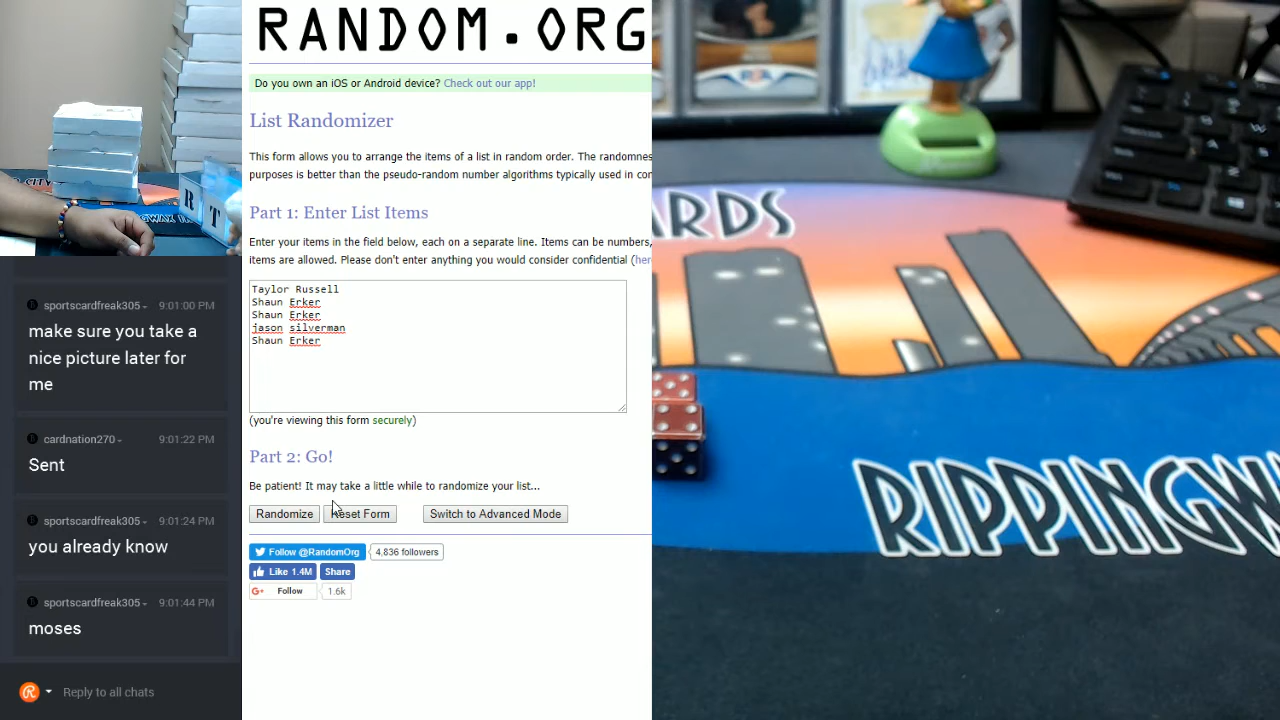 RANDOM.ORG
Do you own an iOS or Android device? Check out our app!
List Randomizer
This form allows you to arrange the items of a list in random order. The randomnes
purposes is better than the pseudo-random number algorithms typically used in con
Part 1: Enter List Items
Enter your items in the field below, each on a separate line. Items can be numbers,
items are allowed. Please don't enter anything you would consider confidential (her
Taylor Russell
Shaun Erker
Shaun Erker
jason silverman
Shaun Erker
(you're viewing this form securely)
Part 2: Go!
Be patient! It may take a little while to randomize your list...
Randomize
Reset Form
Switch to Advanced Mode
Follow @RandomOrg
4,836 followers
Like 1.4M
Share
G+ Follow
1.6k
sportscardfreak305
9:01:00 PM
make sure you take a
nice picture later for
me
cardnation270
9:01:22 PM
Sent
sportscardfreak305
9:01:24 PM
you already know
sportscardfreak305
9:01:44 PM
moses
Reply to all chats
R T
CITY
ARDS
RIPPINGW